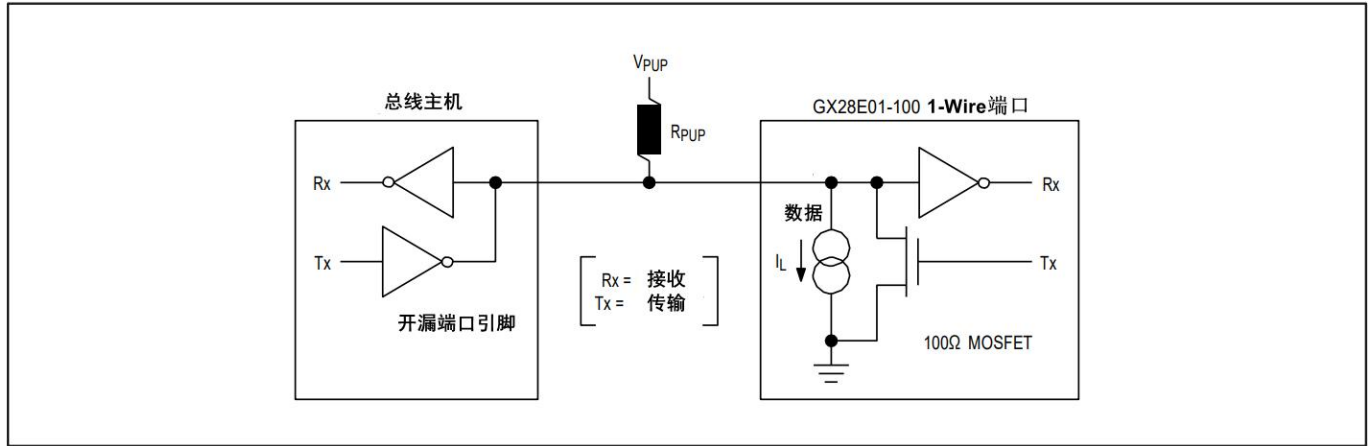 VPUP
总线主机
GX28E01-100 1-Wire端口
RPUP
Rx
Rx
数据
Tx
IL
Tx
Rx = 接收
Tx = 传输
开漏端口引脚
100Ω MOSFET